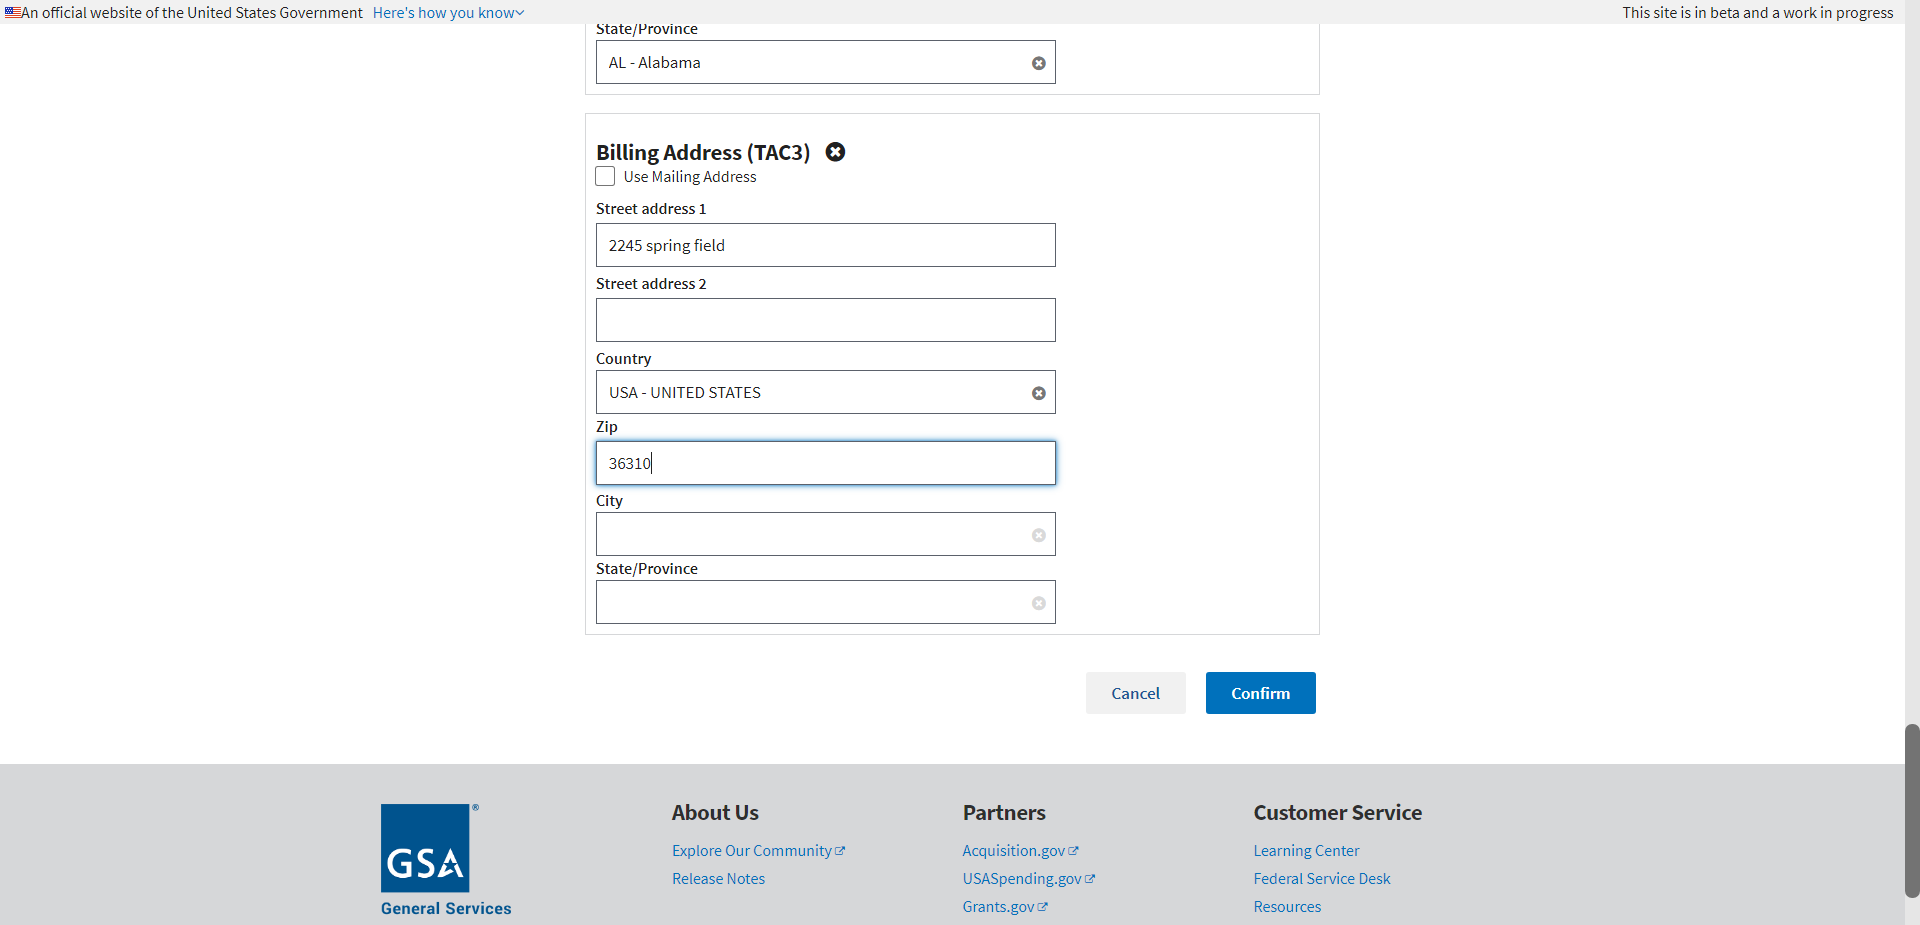 An official website of the United States Government Here's how you know
This site is in beta and a work in progress
State/Province
AL - Alabama
Billing Address (TAC3)
Use Mailing Address
Street address 1
2245 spring field
Street address 2
Country
USA - UNITED STATES
Zip
36310
City
State/Province
Cancel
Confirm
GSA
®
General Services
About Us
Explore Our Community
Release Notes
Partners
Acquisition.gov
USASpending.gov
Grants.gov
Customer Service
Learning Center
Federal Service Desk
Resources